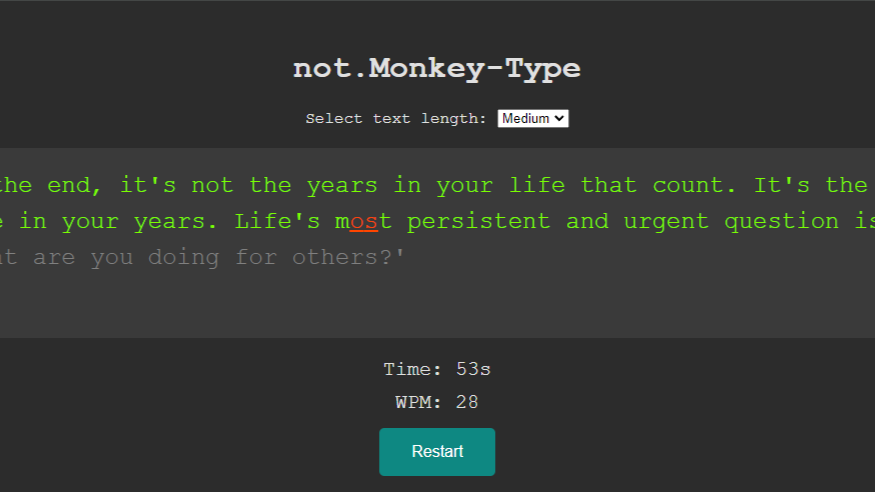 not.Monkey-Type
Select text length: Medium
the end, it's not the years in your life that count. It's the
in your years. Life's most persistent and urgent question is
are you doing for others?'
Time: 53s
WPM: 28
Restart